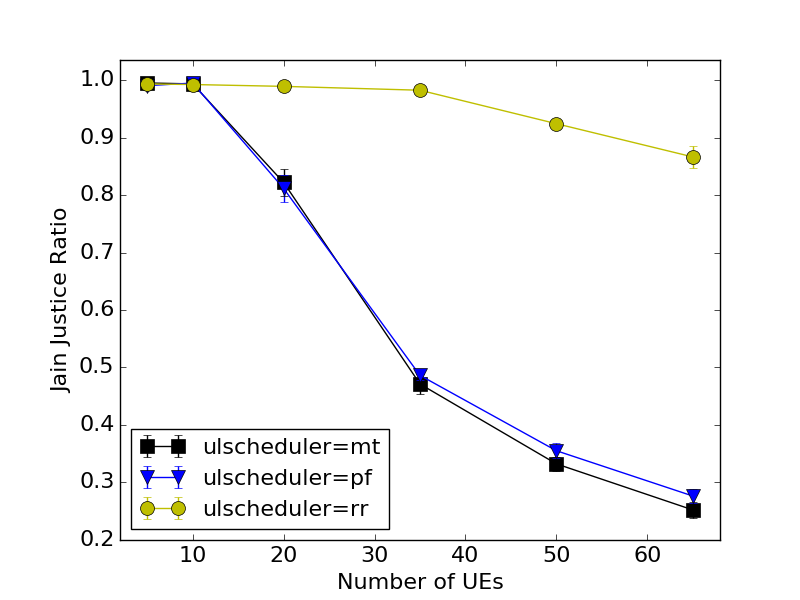 1.0
0.9
0.8
0.7
0.6
0.5
0.4
0.3
0.2
Jain Justice Ratio
ulscheduler=mt
ulscheduler=pf
ulscheduler=rr
10 20 30 40 50 60
Number of UEs